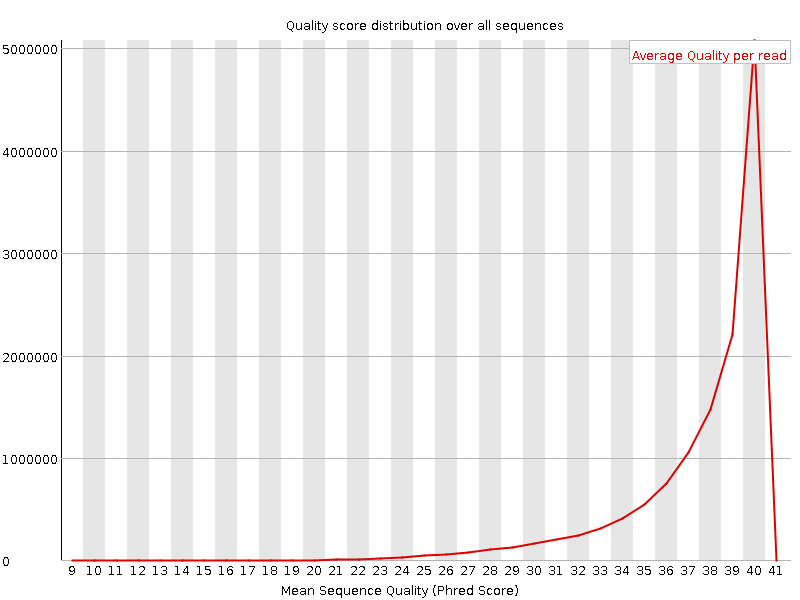 Quality score distribution over all sequences
Average Quality per read
5000000
4000000
3000000
2000000
1000000
0
9 10 11 12 13 14 15 16 17 18 19 20 21 22 23 24 25 26 27 28 29 30 31 32 33 34 35 36 37 38 39 40 41
Mean Sequence Quality (Phred Score)